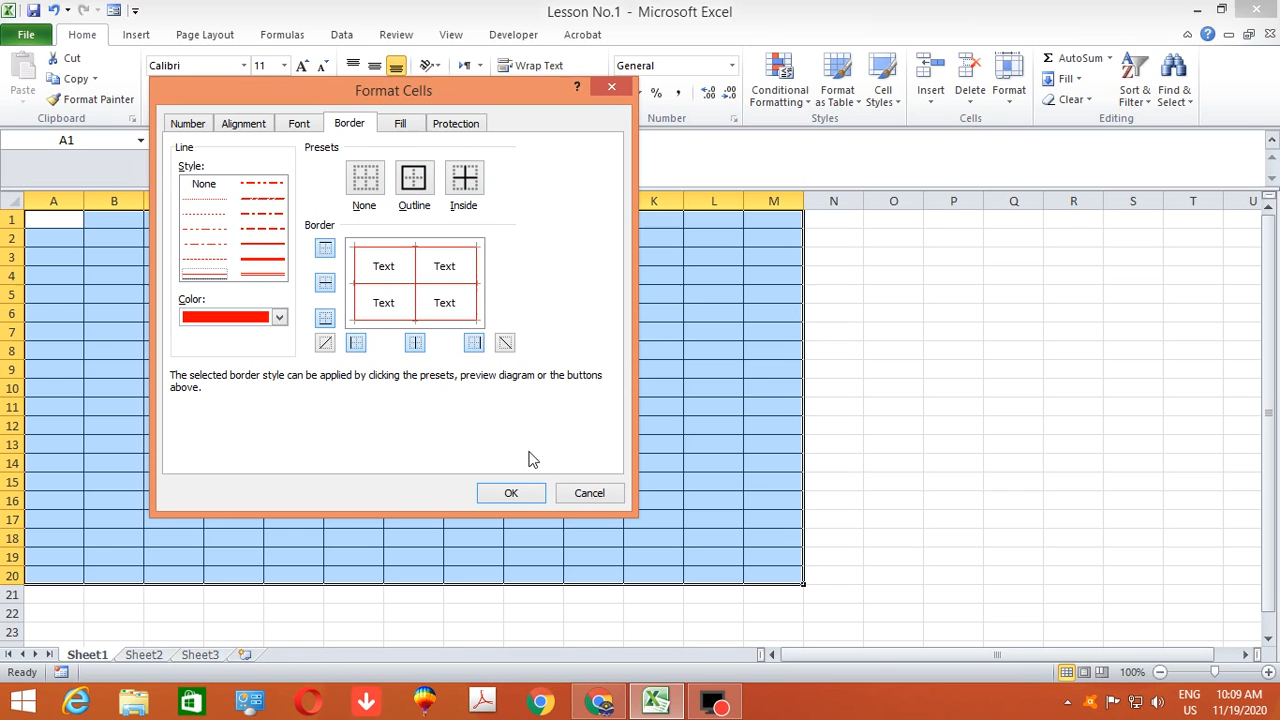 Lesson No.1 - Microsoft Excel
File Home Insert Page Layout Formulas Data Review View Developer Acrobat
Paste
Cut
Copy
Format Painter
Clipboard
Calibri 11
Wrap Text
General
% ,
Number
Conditional Formatting
Format as Table
Cell Styles
Styles
Insert Delete Format
Cells
AutoSum
Fill
Clear
Sort & Filter
Find & Select
Editing
A1
Format Cells
Number Alignment Font Border Fill Protection
Line
Style:
None
Color:
Presets
None Outline Inside
Border
Text Text
Text Text
The selected border style can be applied by clicking the presets, preview diagram or the buttons
above.
OK Cancel
A B K L M N O P Q R S T U
1
2
3
4
5
6
7
8
9
10
11
12
13
14
15
16
17
18
19
20
21
22
23
Sheet1 Sheet2 Sheet3
Ready
100%
ENG
US
10:09 AM
11/19/2020